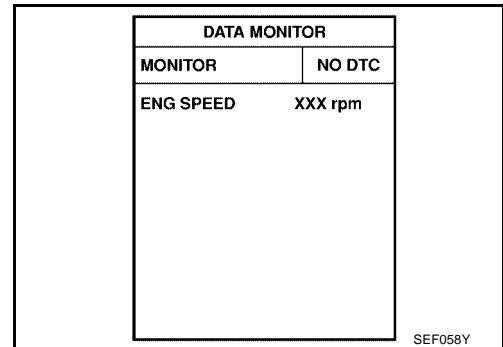 DATA MONITOR
MONITOR NO DTC
ENG SPEED XXX rpm
SEF058Y